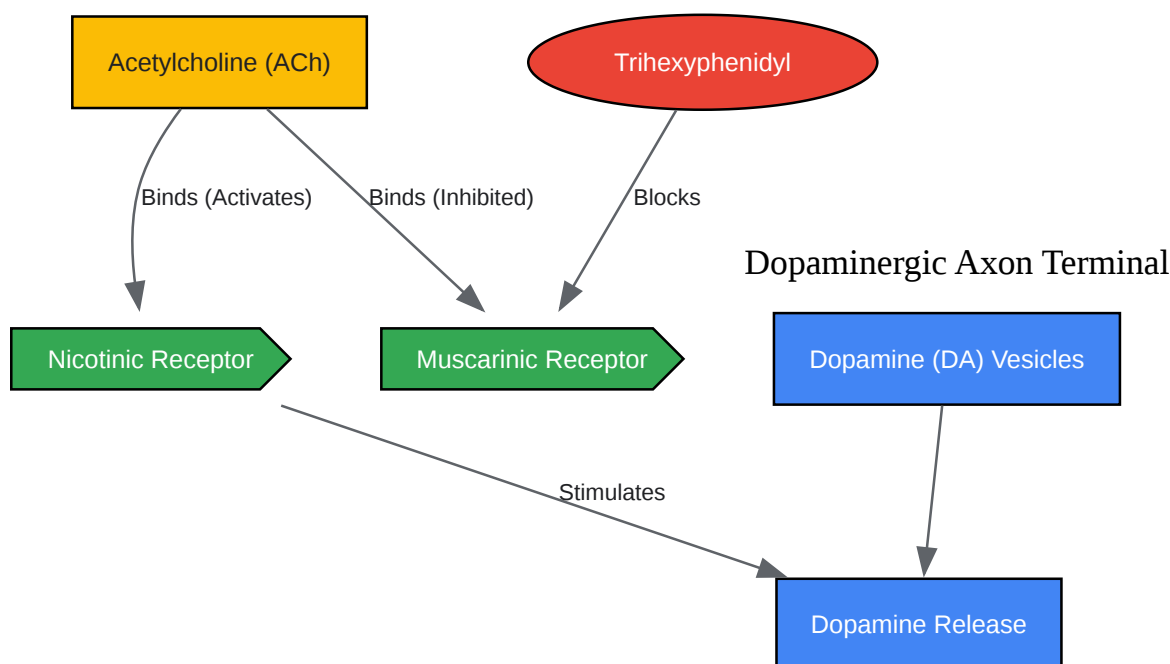 Acetylcholine (ACh)
Trihexyphenidyl
Binds (Activates)
Binds (Inhibited)
Blocks
Dopaminergic Axon Terminal
Nicotinic Receptor
Muscarinic Receptor
Dopamine (DA) Vesicles
Stimulates
Dopamine Release